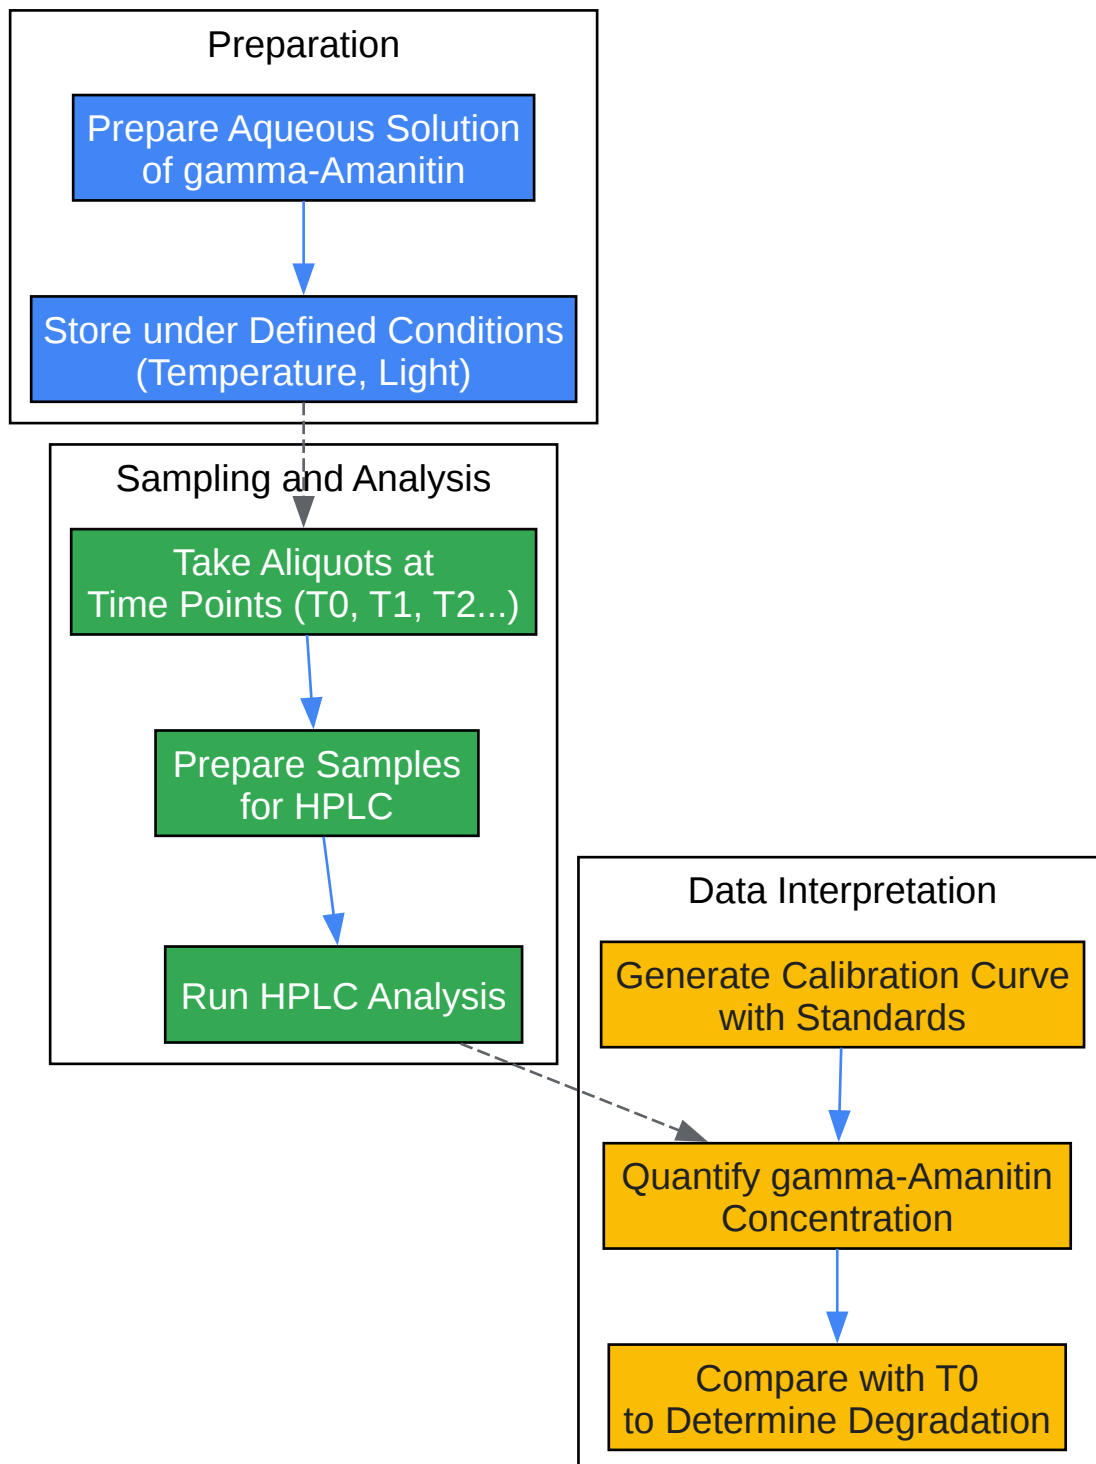 Preparation
Prepare Aqueous Solution
of gamma-Amanitin
Store under Defined Conditions
(Temperature, Light)
Sampling and Analysis
Take Aliquots at
Time Points (T0, T1, T2...)
Prepare Samples
for HPLC
Run HPLC Analysis
Data Interpretation
Generate Calibration Curve
with Standards
Quantify gamma-Amanitin
Concentration
Compare with T0
to Determine Degradation